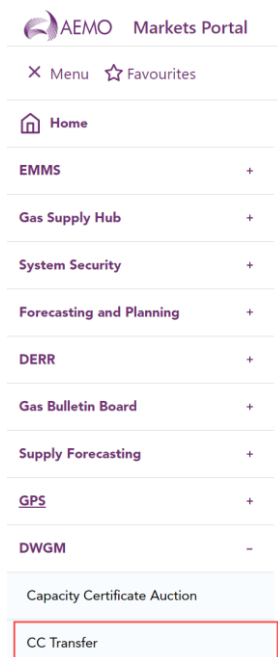 AEMO Markets Portal
Menu Favourites
Home
EMMS +
Gas Supply Hub +
System Security +
Forecasting and Planning +
DERR +
Gas Bulletin Board +
Supply Forecasting +
GPS +
DWGM –
Capacity Certificate Auction
CC Transfer